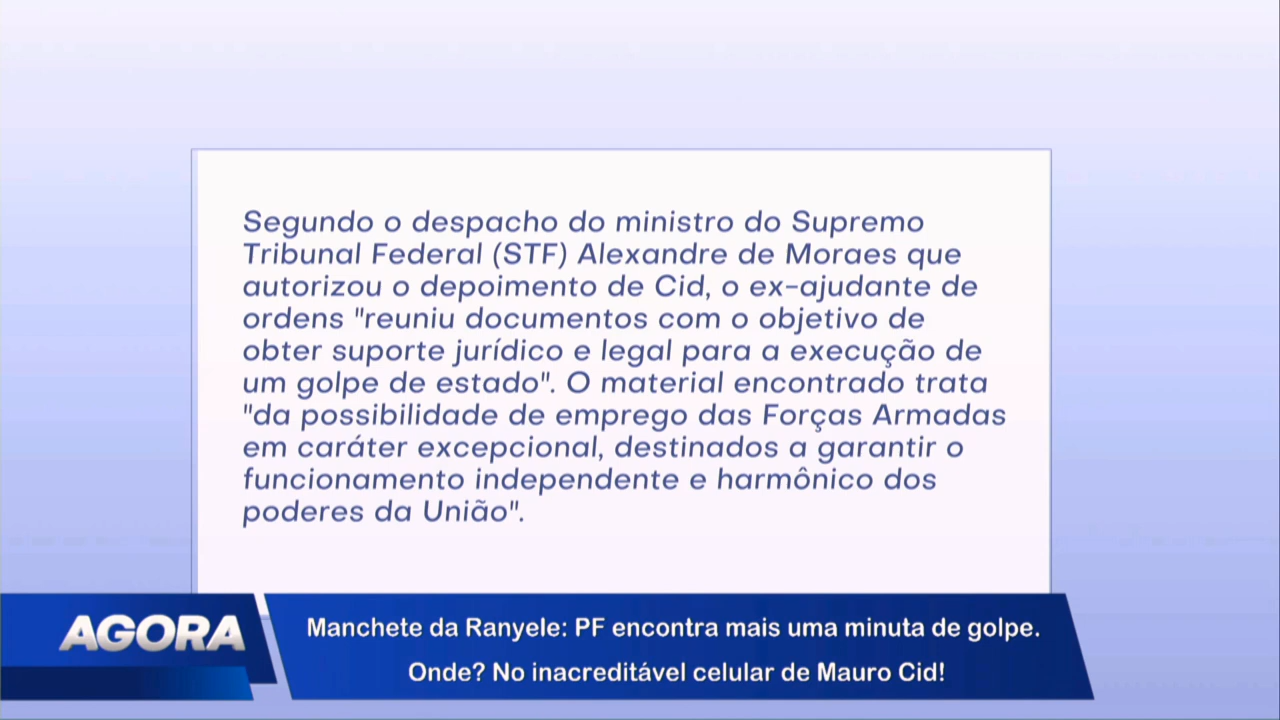 Segundo o despacho do ministro do Supremo
Tribunal Federal (STF) Alexandre de Moraes que
autorizou o depoimento de Cid, o ex-ajudante de
ordens "reuniu documentos com o objetivo de
obter suporte jurídico e legal para a execução de
um golpe de estado". O material encontrado trata
"da possibilidade de emprego das Forças Armadas
em caráter excepcional, destinados a garantir o
funcionamento independente e harmônico dos
poderes da União".
AGORA
Manchete da Ranyele: PF encontra mais uma minuta de golpe.
Onde? No inacreditável celular de Mauro Cid!